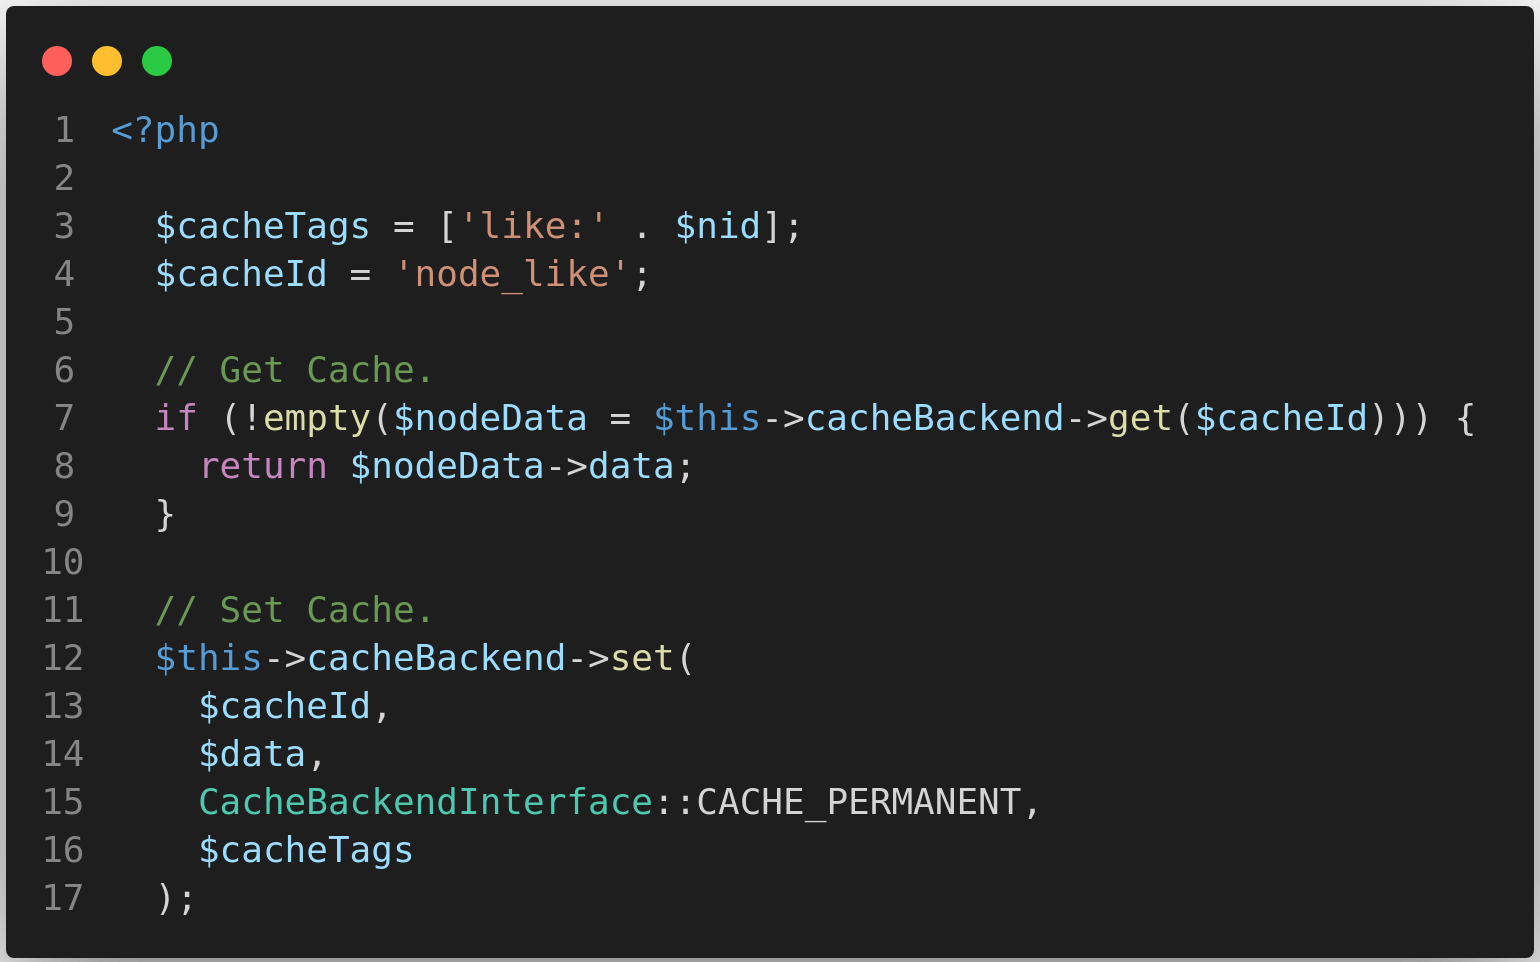 1 <?php
2
3   $cacheTags = ['like:' . $nid];
4   $cacheId = 'node_like';
5
6   // Get Cache.
7   if (!empty($nodeData = $this->cacheBackend->get($cacheId))) {
8     return $nodeData->data;
9   }
10
11   // Set Cache.
12   $this->cacheBackend->set(
13     $cacheId,
14     $data,
15     CacheBackendInterface::CACHE_PERMANENT,
16     $cacheTags
17   );